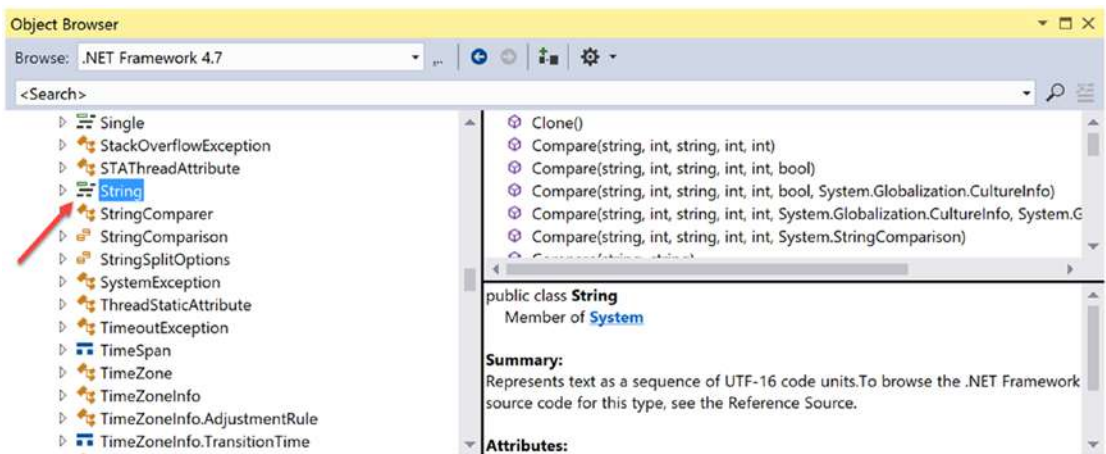 Object Browser
Browse: .NET Framework 4.7
<Search>
Single
StackOverflowException
STAThreadAttribute
String
StringComparer
StringComparison
StringSplitOptions
SystemException
ThreadStaticAttribute
TimeoutException
TimeSpan
TimeZone
TimeZoneInfo
TimeZoneInfo.AdjustmentRule
TimeZoneInfo.TransitionTime
Clone()
Compare(string, int, string, int, int)
Compare(string, int, string, int, int, bool)
Compare(string, int, string, int, int, bool, System.Globalization.CultureInfo)
Compare(string, int, string, int, int, System.Globalization.CultureInfo, System.G
Compare(string, int, string, int, int, System.StringComparison)
public class String
Member of System
Summary:
Represents text as a sequence of UTF-16 code units.To browse the .NET Framework
source code for this type, see the Reference Source.
Attributes: